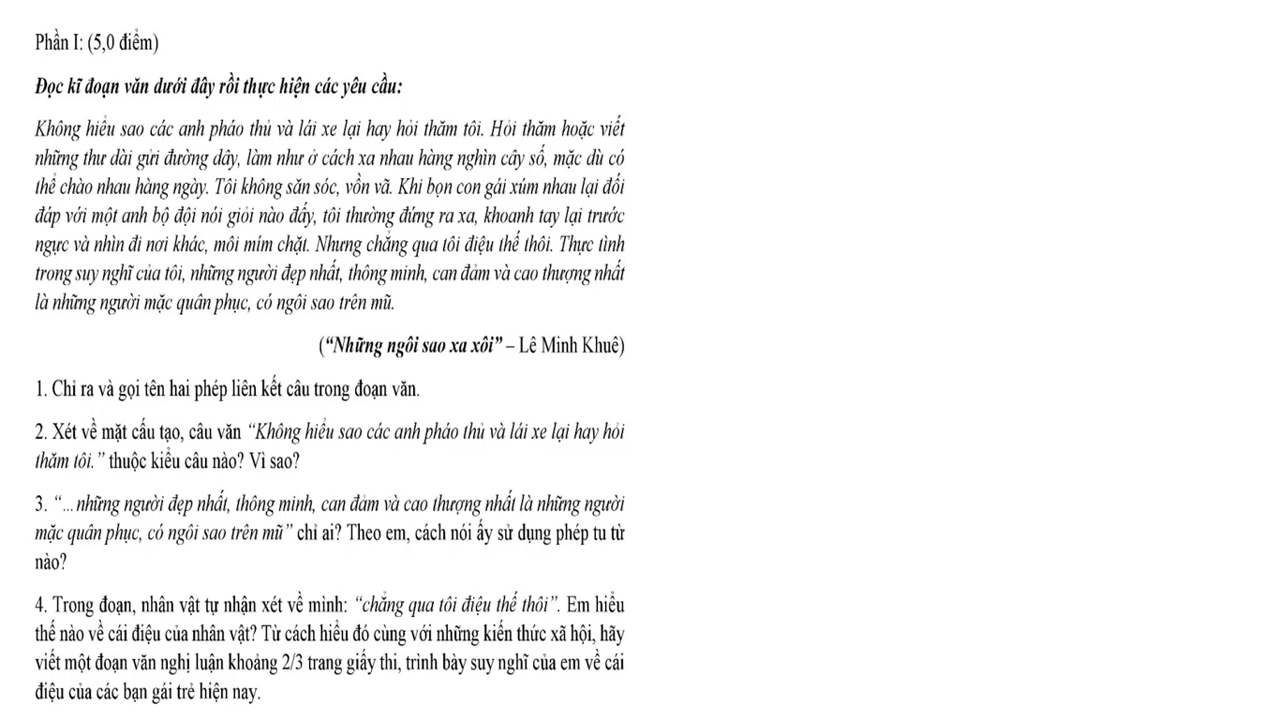 Phần I: (5,0 điểm)
Đọc kĩ đoạn văn dưới đây rồi thực hiện các yêu cầu:
Không hiểu sao các anh pháo thủ và lái xe lại hay hỏi thăm tôi. Hỏi thăm hoặc viết
những thư dài gửi đường dây, làm như ở cách xa nhau hàng nghìn cây số, mặc dù có
thể chào nhau hàng ngày. Tôi không săn sóc, vồn vã. Khi bọn con gái xúm nhau lại đối
đáp với một anh bộ đội nói giỏi nào đấy, tôi thường đứng ra xa, khoanh tay lại trước
ngực và nhìn đi nơi khác, môi mím chặt. Nhưng chẳng qua tôi điệu thế thôi. Thực tình
trong suy nghĩ của tôi, những người đẹp nhất, thông minh, can đảm và cao thượng nhất
là những người mặc quân phục, có ngôi sao trên mũ.
(“Những ngôi sao xa xôi” – Lê Minh Khuê)
1. Chỉ ra và gọi tên hai phép liên kết câu trong đoạn văn.
2. Xét về mặt cấu tạo, câu văn “Không hiểu sao các anh pháo thủ và lái xe lại hay hỏi
thăm tôi.” thuộc kiểu câu nào? Vì sao?
3. “... những người đẹp nhất, thông minh, can đảm và cao thượng nhất là những người
mặc quân phục, có ngôi sao trên mũ” chỉ ai? Theo em, cách nói ấy sử dụng phép tu từ
nào?
4. Trong đoạn, nhân vật tự nhận xét về mình: “chẳng qua tôi điệu thế thôi”. Em hiểu
thế nào về cái điệu của nhân vật? Từ cách hiểu đó cùng với những kiến thức xã hội, hãy
viết một đoạn văn nghị luận khoảng 2/3 trang giấy thi, trình bày suy nghĩ của em về cái
điệu của các bạn gái trẻ hiện nay.